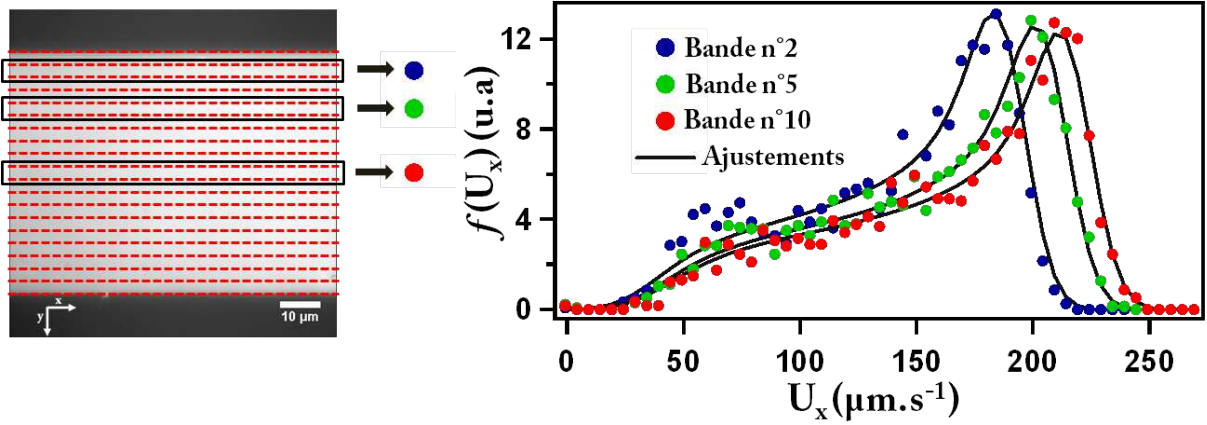 x
y
10 µm
f (Uₓ) (u.a)
12
8
4
0
Bande n°2
Bande n°5
Bande n°10
Ajustements
0 50 100 150 200 250
Uₓ (µm.s⁻¹)